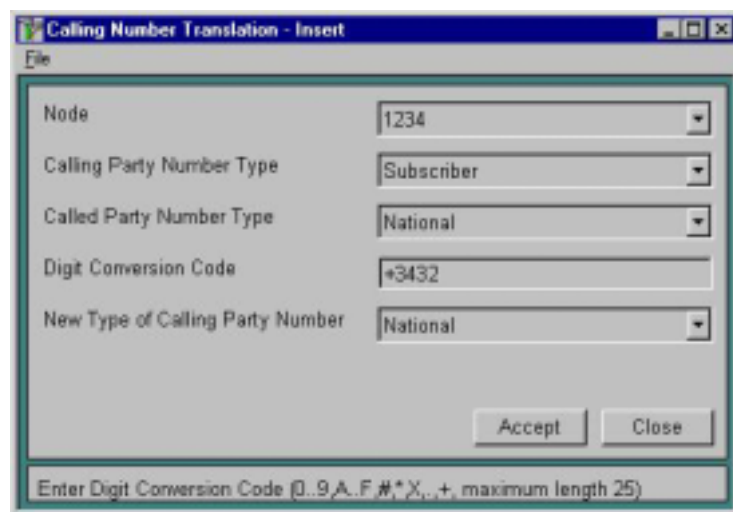 Calling Number Translation - Insert
File
Node 1234
Calling Party Number Type Subscriber
Called Party Number Type National
Digit Conversion Code +3432
New Type of Calling Party Number National
Accept Close
Enter Digit Conversion Code (0..9,A..F,#,*,X,.,+, maximum length 25)